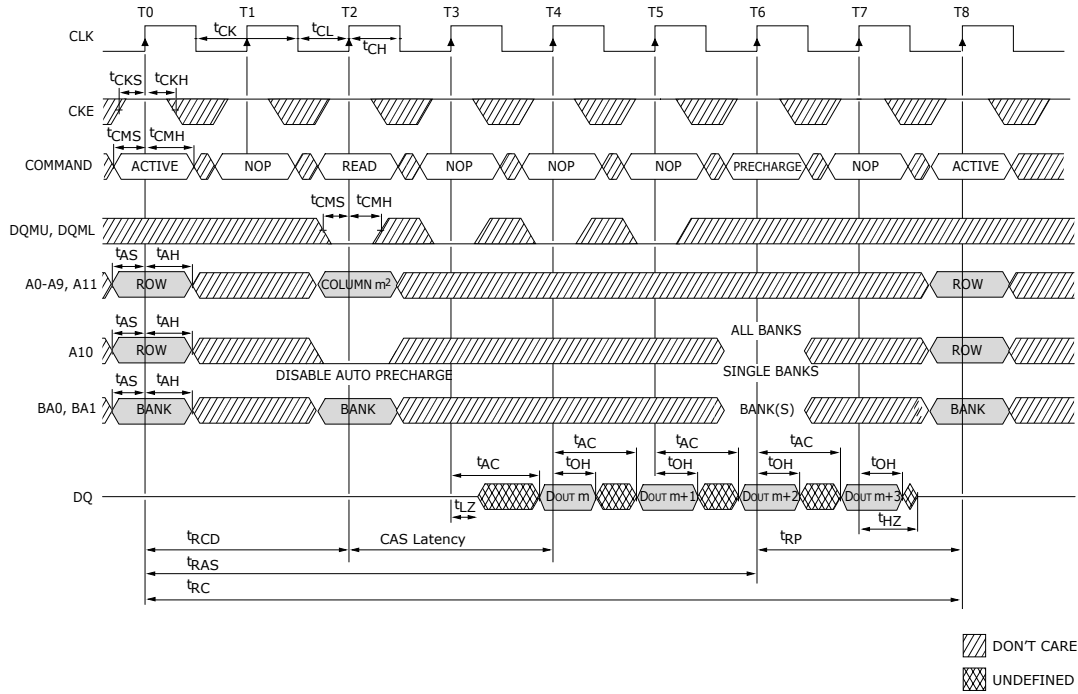 T0 T1 T2 T3 T4 T5 T6 T7 T8
CLK tCK tCL tCH
tCKS tCKH
CKE
tCMS tCMH
COMMAND ACTIVE NOP READ NOP NOP NOP PRECHARGE NOP ACTIVE
tCMS tCMH
DQMU, DQML
tAS tAH
A0-A9, A11 ROW COLUMN m2 ROW
tAS tAH
ALL BANKS
A10 ROW ROW
DISABLE AUTO PRECHARGE SINGLE BANKS
tAS tAH
BA0, BA1 BANK BANK BANK(S) BANK
tAC tAC tAC
tAC tOH tOH tOH tOH
DQ DOUT m DOUT m+1 DOUT m+2 DOUT m+3
tLZ tHZ
tRCD CAS Latency tRP
tRAS
tRC
DON'T CARE
UNDEFINED